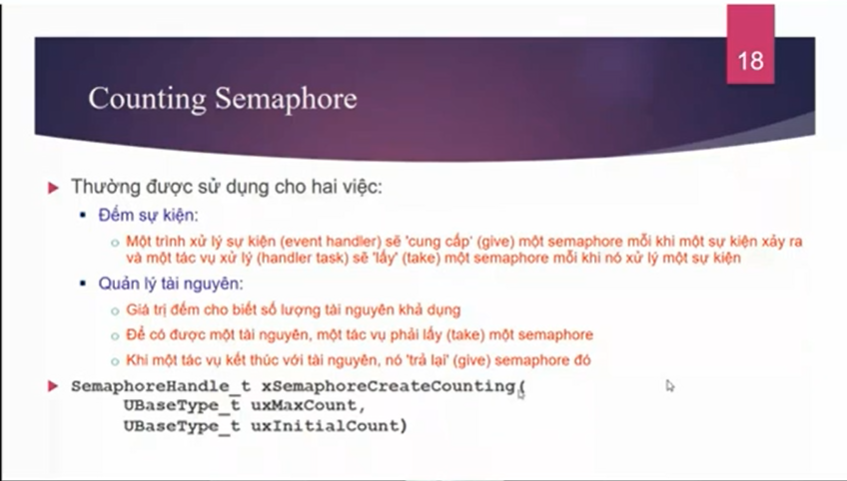 18
Counting Semaphore
Thường được sử dụng cho hai việc:
Đếm sự kiện:
Một trình xử lý sự kiện (event handler) sẽ 'cung cấp' (give) một semaphore mỗi khi một sự kiện xảy ra
và một tác vụ xử lý (handler task) sẽ 'lấy' (take) một semaphore mỗi khi nó xử lý một sự kiện
Quản lý tài nguyên:
Giá trị đếm cho biết số lượng tài nguyên khả dụng
Để có được một tài nguyên, một tác vụ phải lấy (take) một semaphore
Khi một tác vụ kết thúc với tài nguyên, nó 'trả lại' (give) semaphore đó
SemaphoreHandle_t xSemaphoreCreateCounting(
UBaseType_t uxMaxCount,
UBaseType_t uxInitialCount)